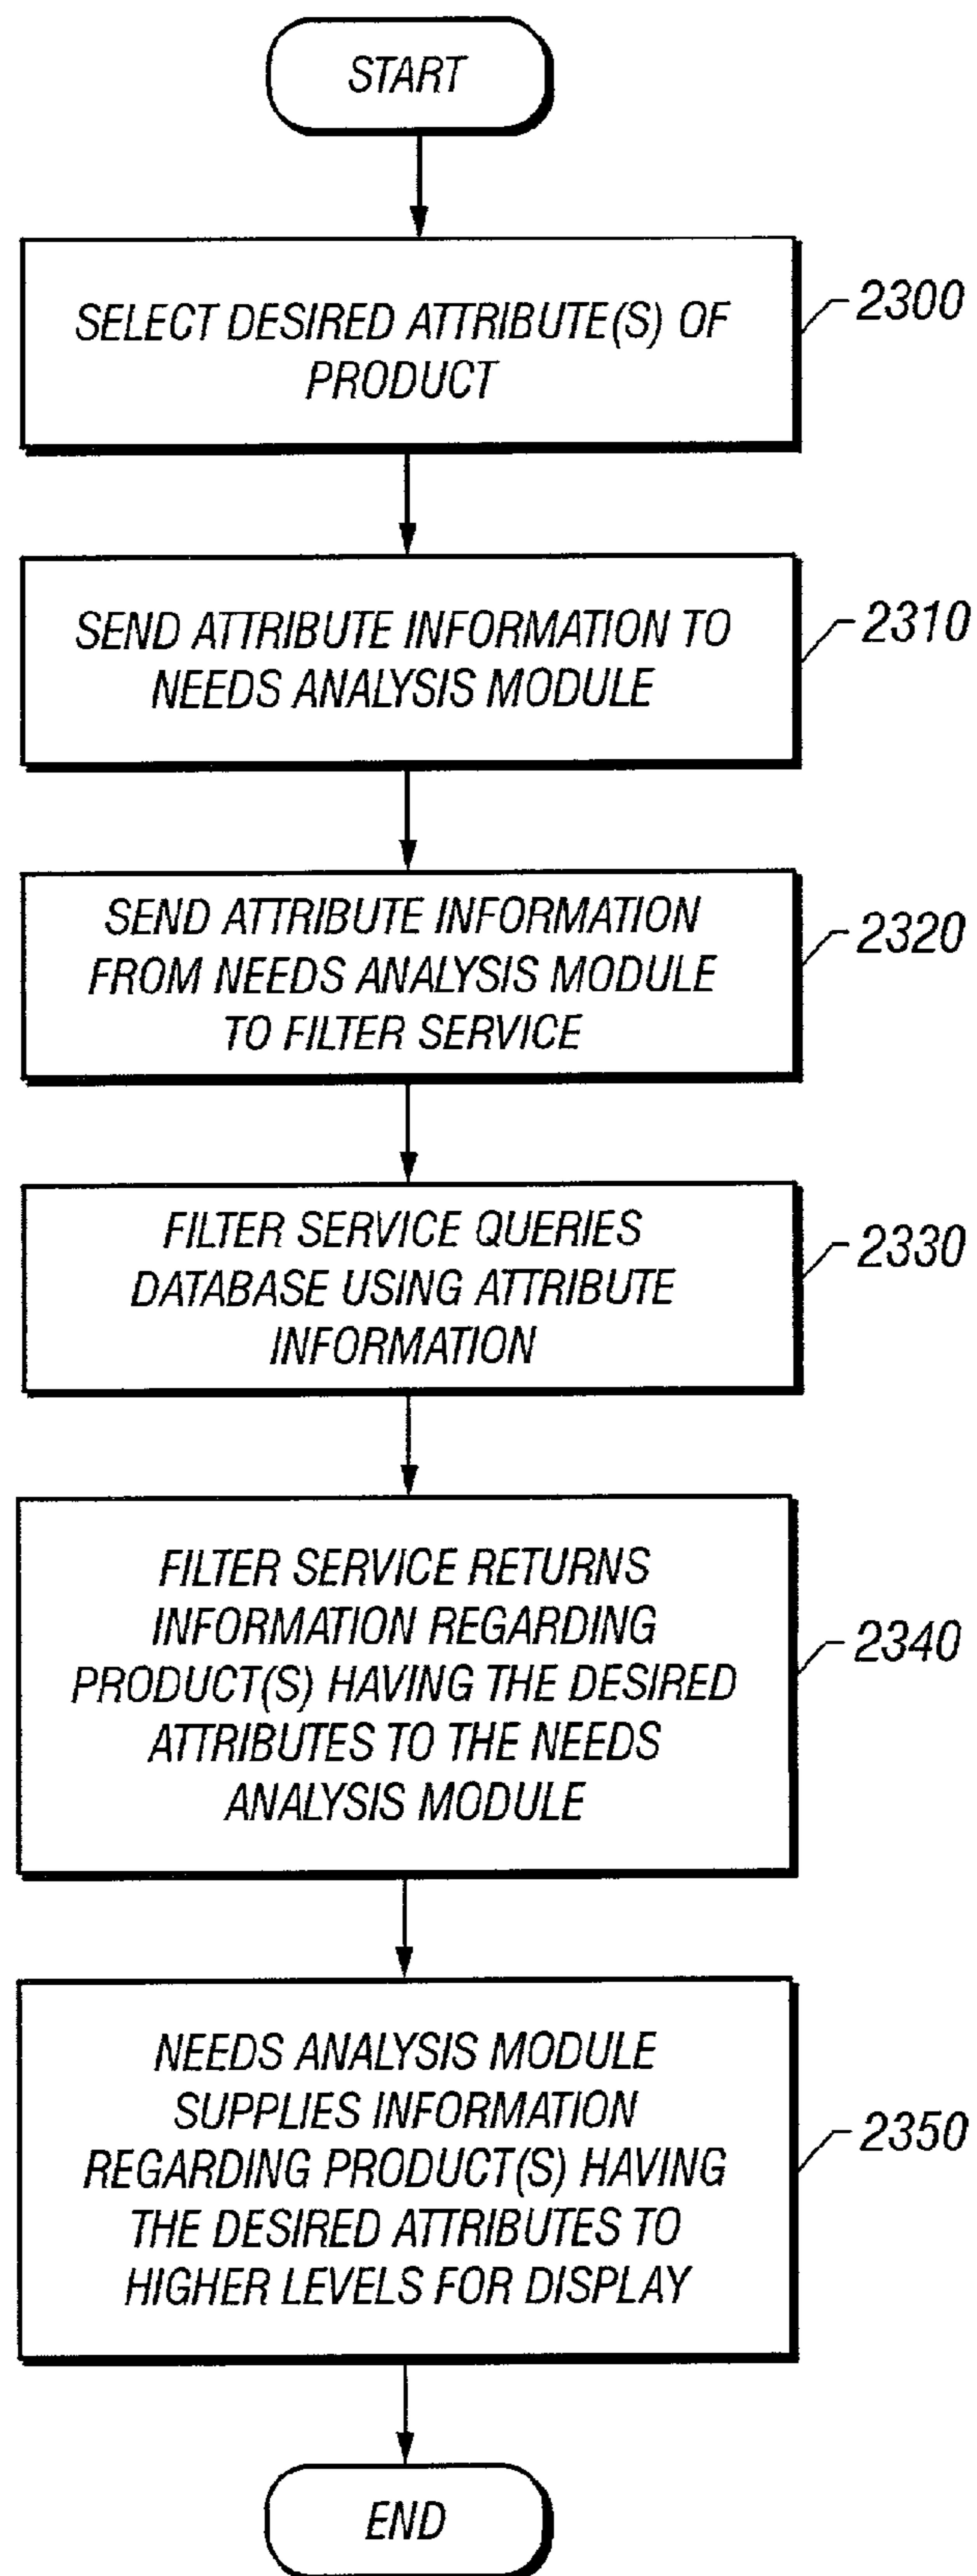 START
SELECT DESIRED ATTRIBUTE(S) OF
PRODUCT
2300
SEND ATTRIBUTE INFORMATION TO
NEEDS ANALYSIS MODULE
2310
SEND ATTRIBUTE INFORMATION
FROM NEEDS ANALYSIS MODULE
TO FILTER SERVICE
2320
FILTER SERVICE QUERIES
DATABASE USING ATTRIBUTE
INFORMATION
2330
FILTER SERVICE RETURNS
INFORMATION REGARDING
PRODUCT(S) HAVING THE DESIRED
ATTRIBUTES TO THE NEEDS
ANALYSIS MODULE
2340
NEEDS ANALYSIS MODULE
SUPPLIES INFORMATION
REGARDING PRODUCT(S) HAVING
THE DESIRED ATTRIBUTES TO
HIGHER LEVELS FOR DISPLAY
2350
END